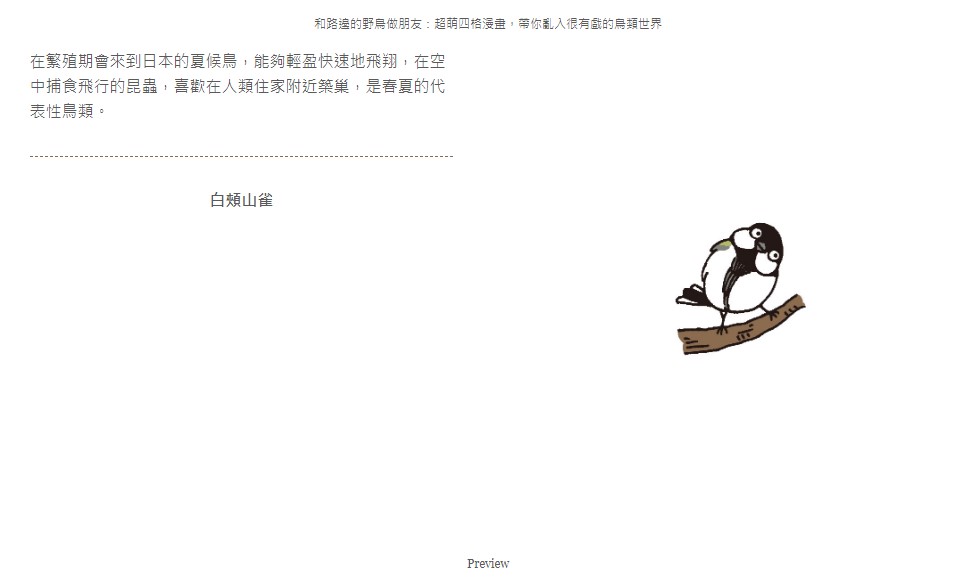 和路邊的野鳥做朋友：超萌四格漫畫，帶你亂入很有戲的鳥類世界
在繁殖期會來到日本的夏候鳥，能夠輕盈快速地飛翔，在空
中捕食飛行的昆蟲，喜歡在人類住家附近築巢，是春夏的代
表性鳥類。
白頰山雀
Preview